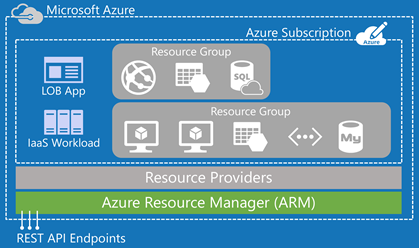 Microsoft Azure
Azure Subscription
Azure
Resource Group
LOB App
SQL
Resource Group
IaaS Workload
My
Resource Providers
Azure Resource Manager (ARM)
REST API Endpoints